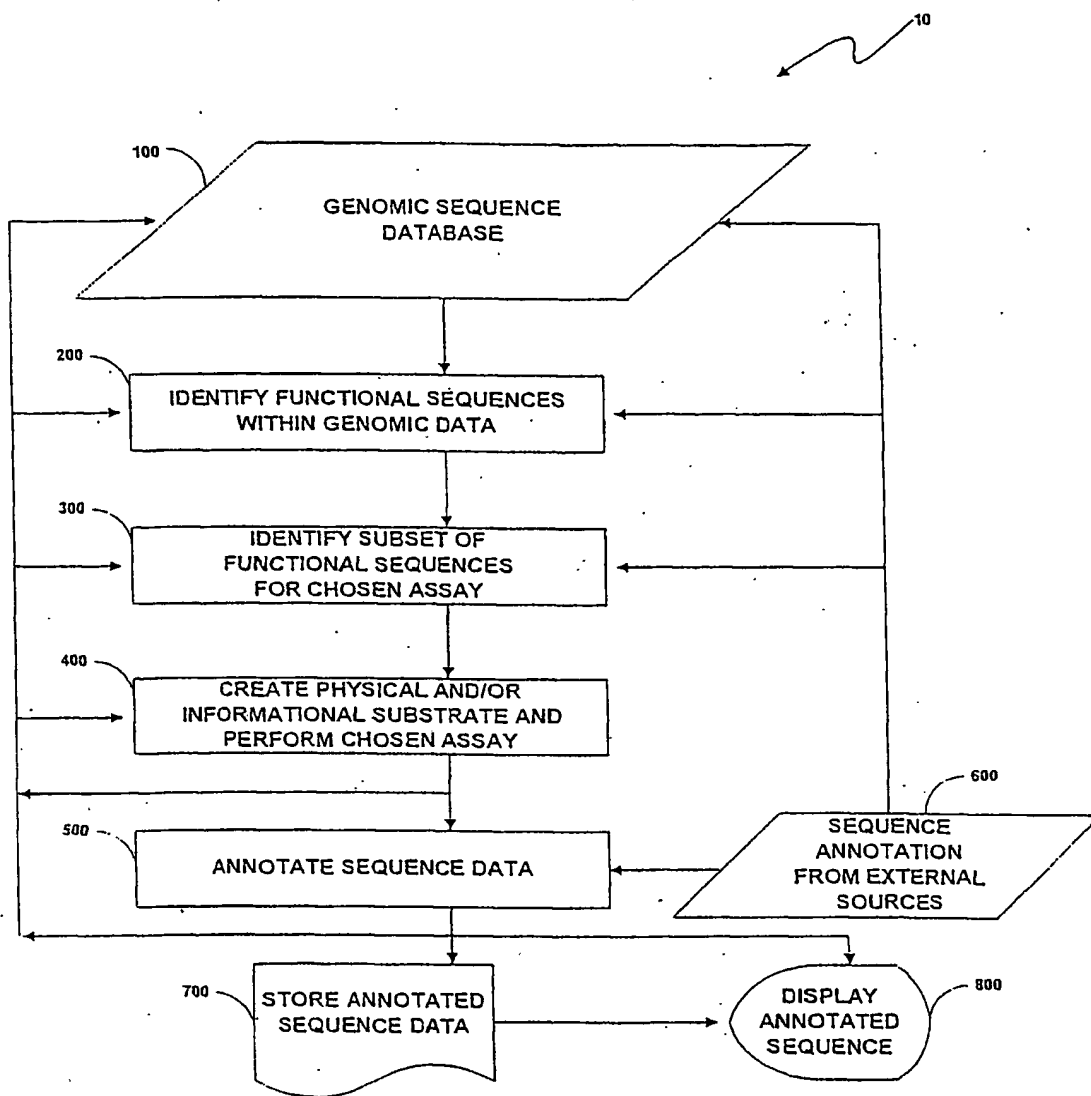 10
100
GENOMIC SEQUENCE
DATABASE
200
IDENTIFY FUNCTIONAL SEQUENCES
WITHIN GENOMIC DATA
300
IDENTIFY SUBSET OF
FUNCTIONAL SEQUENCES
FOR CHOSEN ASSAY
400
CREATE PHYSICAL AND/OR
INFORMATIONAL SUBSTRATE AND
PERFORM CHOSEN ASSAY
500
ANNOTATE SEQUENCE DATA
600
SEQUENCE
ANNOTATION
FROM EXTERNAL
SOURCES
700
STORE ANNOTATED
SEQUENCE DATA
800
DISPLAY
ANNOTATED
SEQUENCE